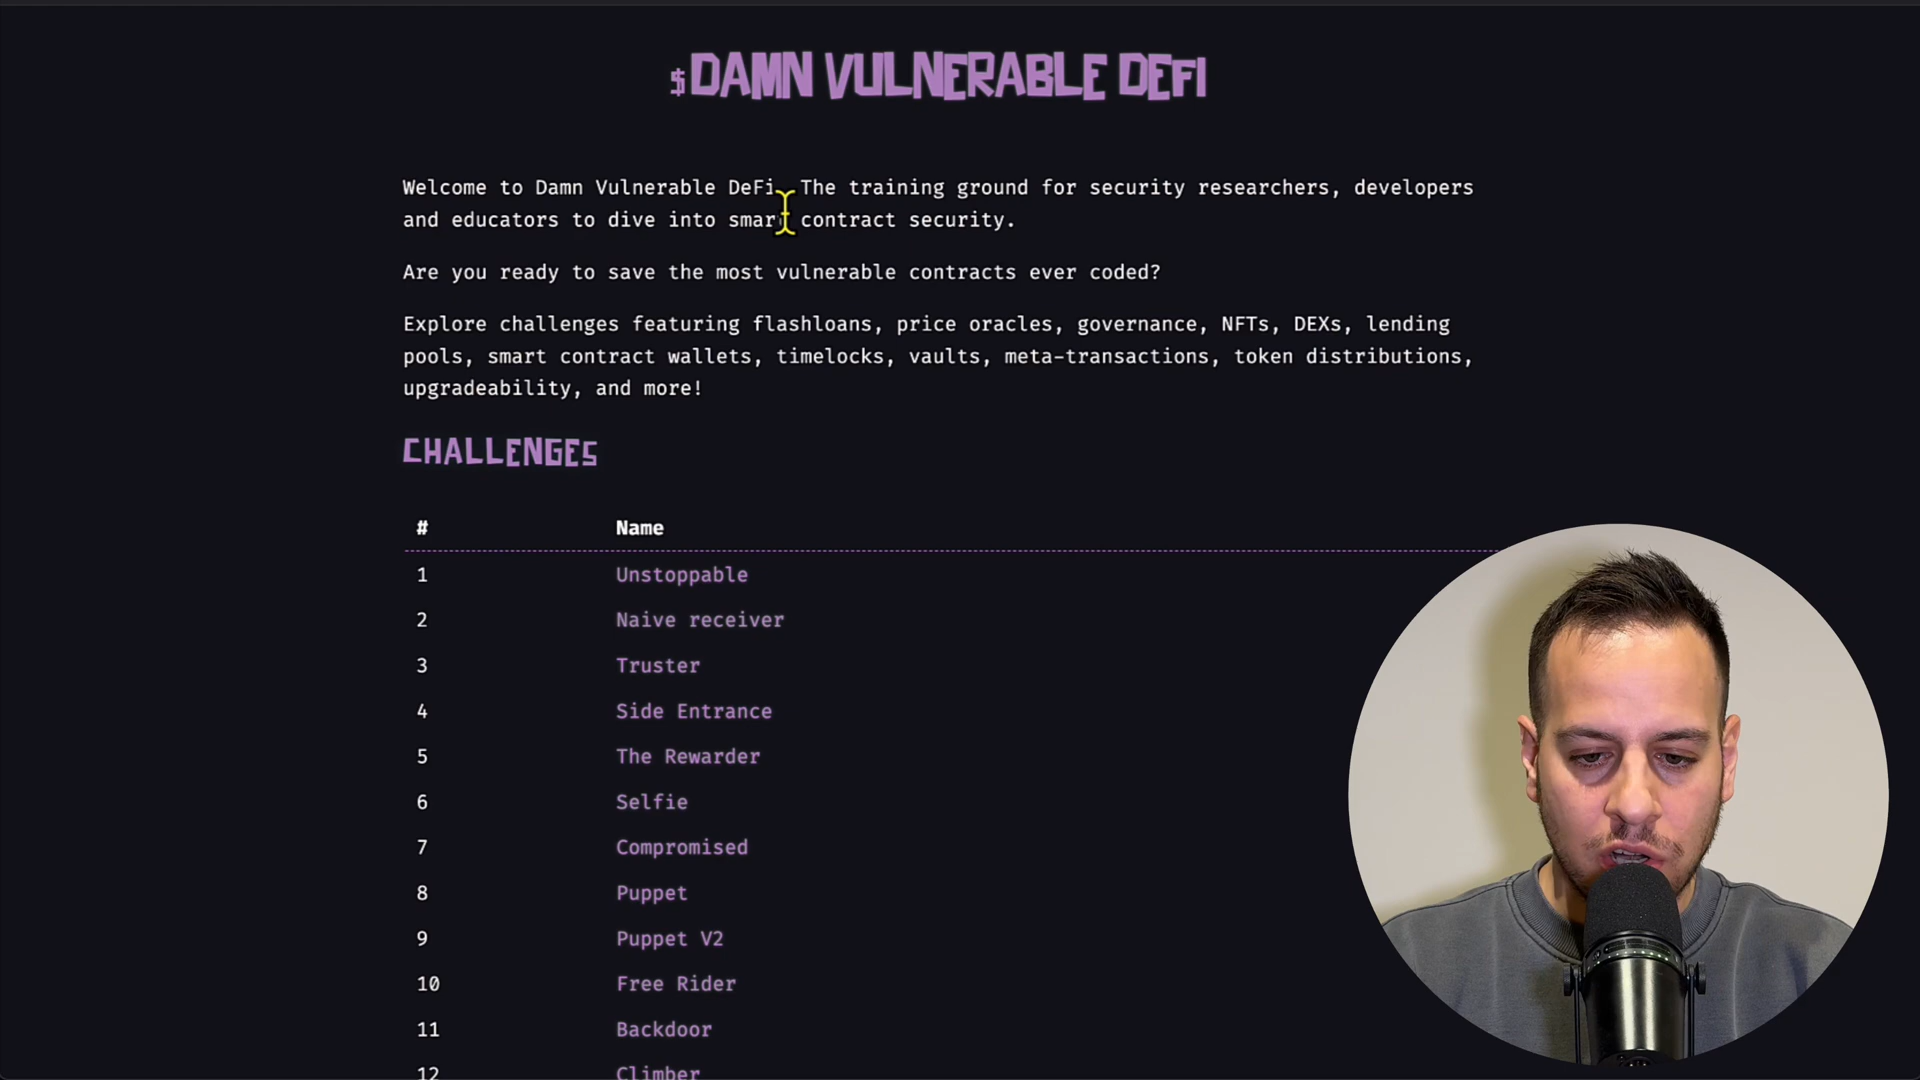 $DAMN VULNERABLE DEFI
Welcome to Damn Vulnerable DeFi. The training ground for security researchers, developers
and educators to dive into smart contract security.
Are you ready to save the most vulnerable contracts ever coded?
Explore challenges featuring flashloans, price oracles, governance, NFTs, DEXs, lending
pools, smart contract wallets, timelocks, vaults, meta-transactions, token distributions,
upgradeability, and more!
CHALLENGES
# Name
1 Unstoppable
2 Naive receiver
3 Truster
4 Side Entrance
5 The Rewarder
6 Selfie
7 Compromised
8 Puppet
9 Puppet V2
10 Free Rider
11 Backdoor
12 Climber